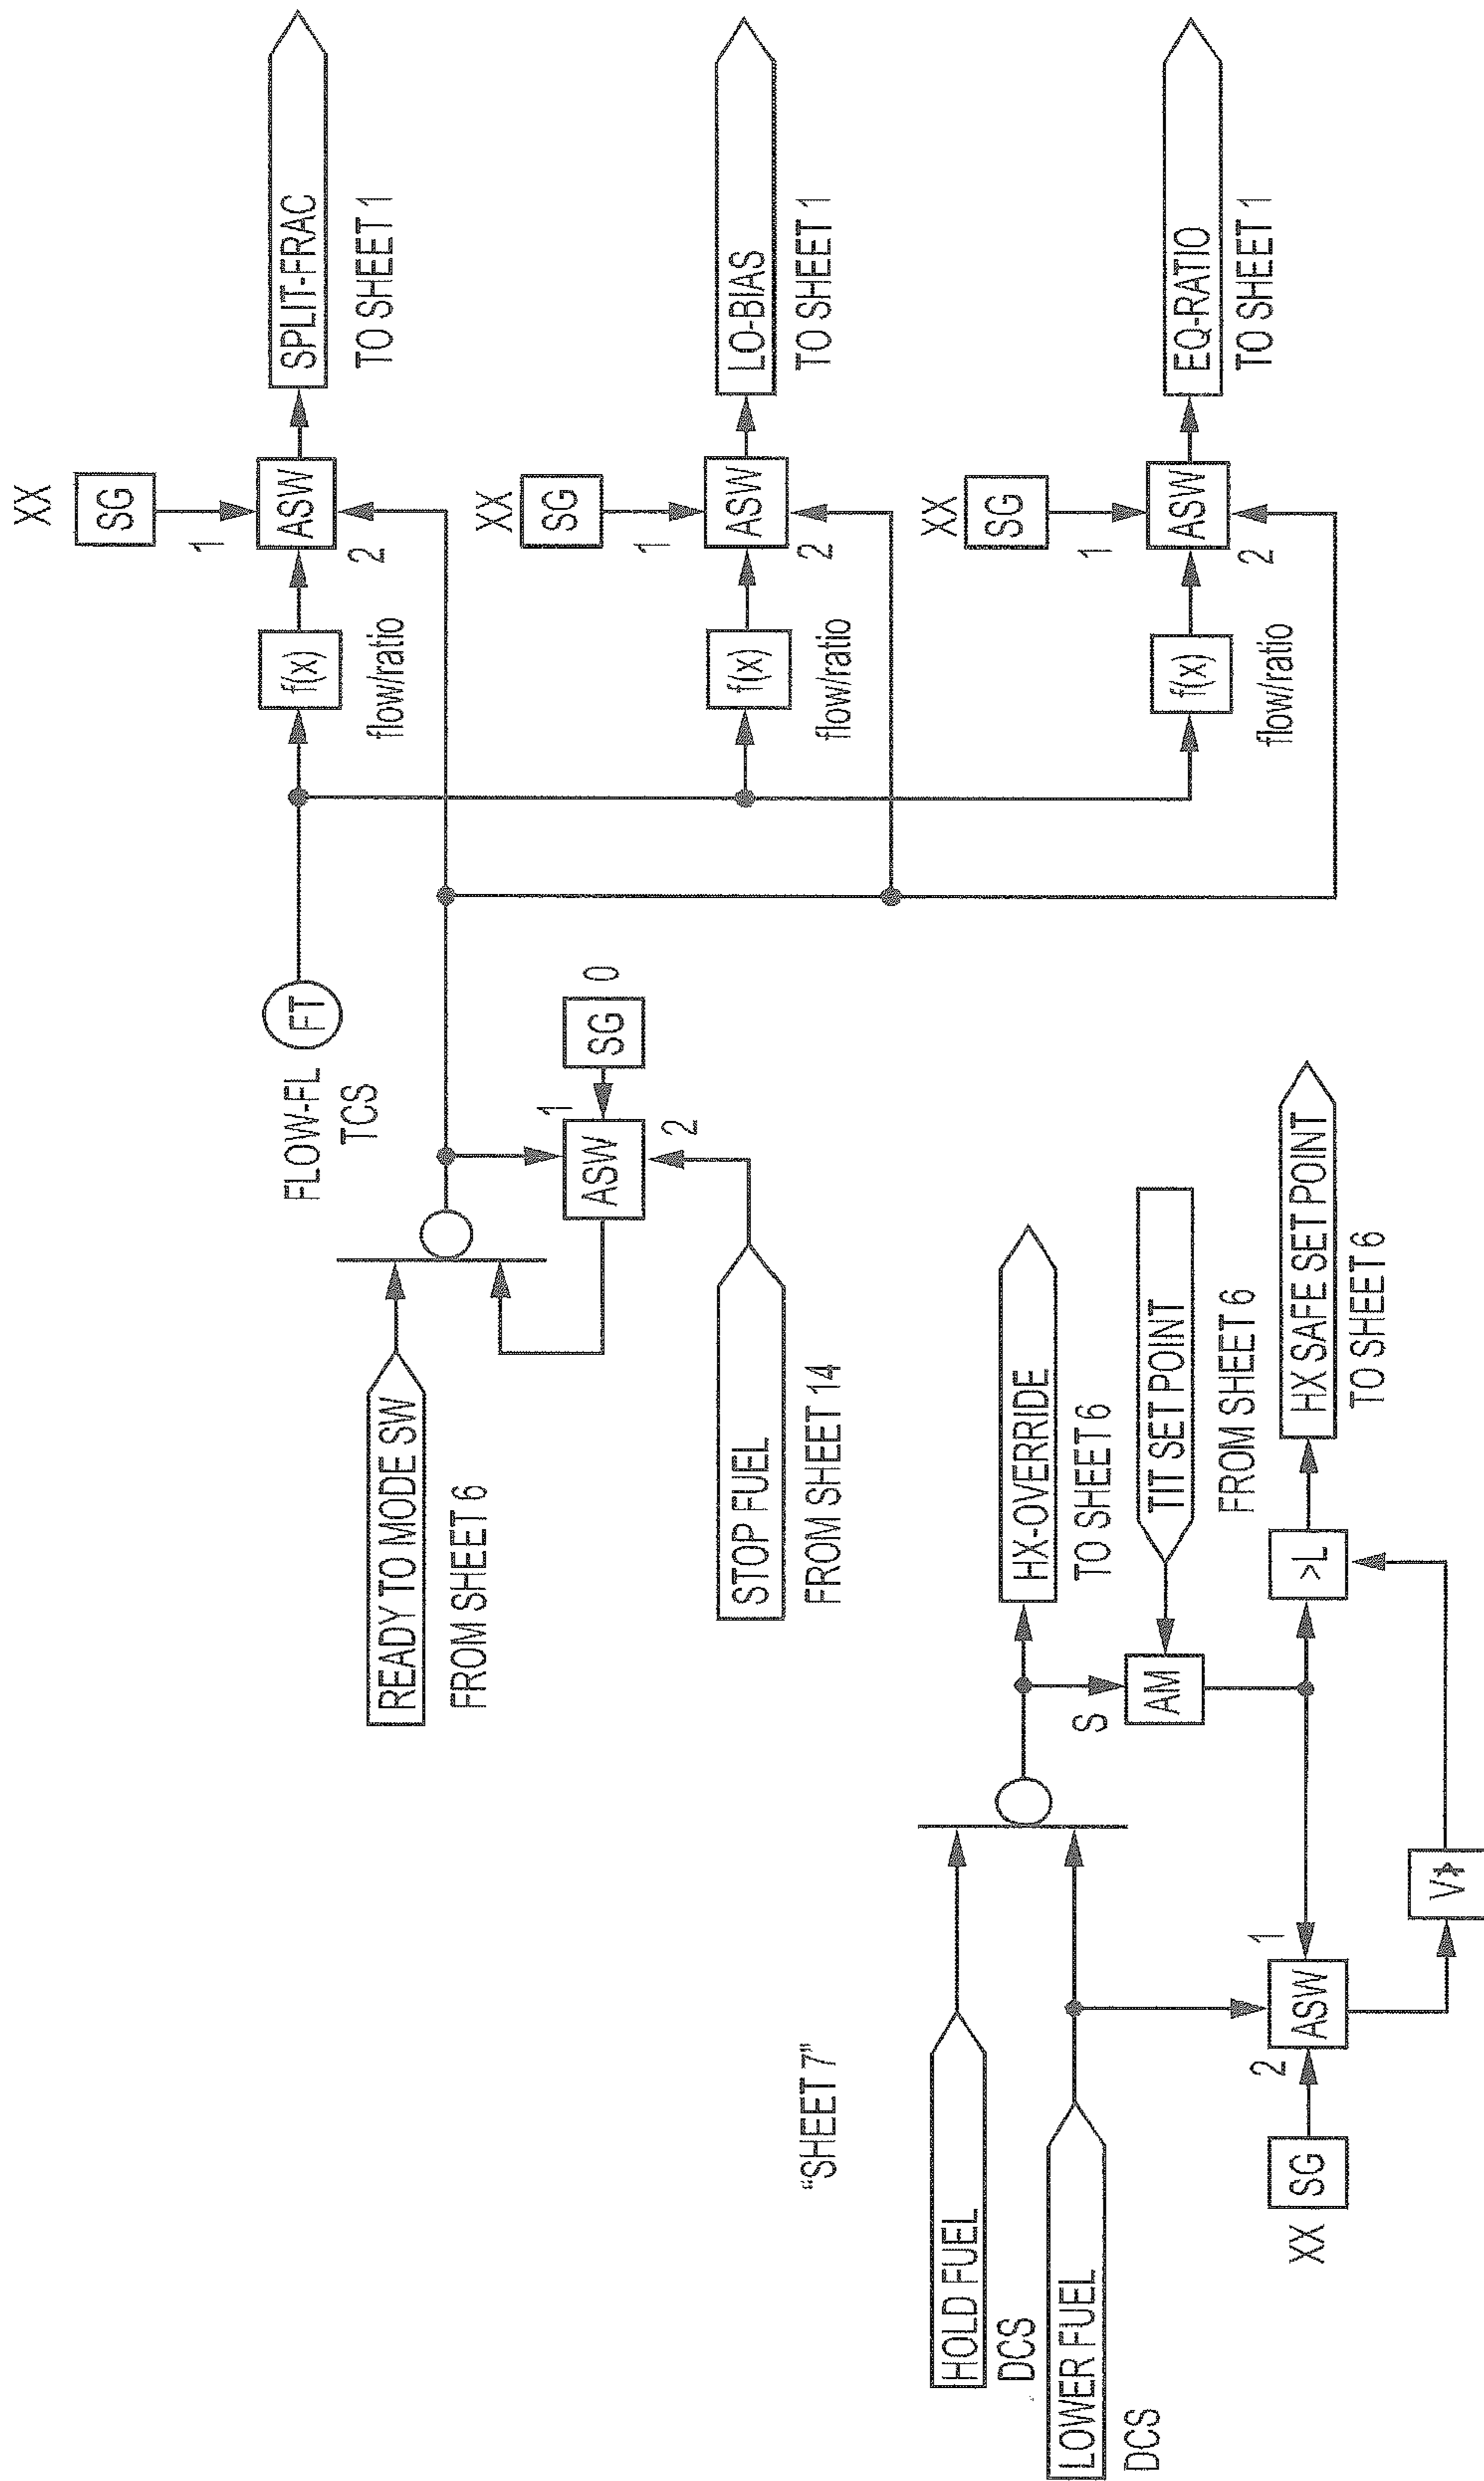 "SHEET 7"
XX
SG
1
FLOW-FL
TCS
FT
f(x)
flow/ratio
ASW
2
SPLIT-FRAC
TO SHEET 1
READY TO MODE SW
FROM SHEET 6
ASW
1
2
SG
0
STOP FUEL
FROM SHEET 14
XX
SG
1
f(x)
flow/ratio
ASW
2
LO-BIAS
TO SHEET 1
XX
SG
1
f(x)
flow/ratio
ASW
2
EQ-RATIO
TO SHEET 1
HOLD FUEL
DCS
LOWER FUEL
DCS
HX-OVERRIDE
TO SHEET 6
S
AM
TIT SET POINT
FROM SHEET 6
XX
SG
2
ASW
1
>L
HX SAFE SET POINT
TO SHEET 6